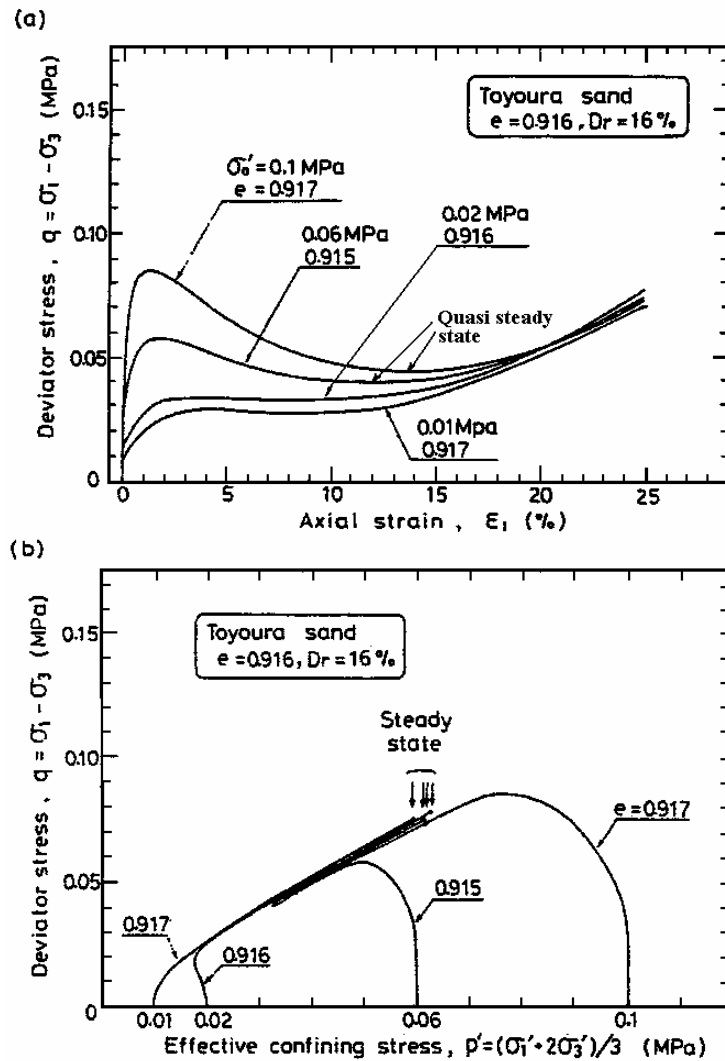 (a)
Deviator stress , q = σ₁ - σ₃ (MPa)
0.15
0.10
0.05
0
Toyoura sand
e=0.916 , Dr=16%
σ₀'=0.1 MPa
e=0.917
0.06 MPa
0.915
0.02 MPa
0.916
Quasi steady
state
0.01 Mpa
0.917
0 5 10 15 20 25
Axial strain , ε₁ (%)
(b)
Deviator stress , q = σ₁ - σ₃ (MPa)
0.15
0.10
0.05
0
Toyoura sand
e=0.916, Dr=16%
Steady
state
e=0.917
0.915
0.917
0.916
0.01 0.02 0.06 0.1
Effective confining stress, p'=(σ₁'+2σ₃')/3 (MPa)